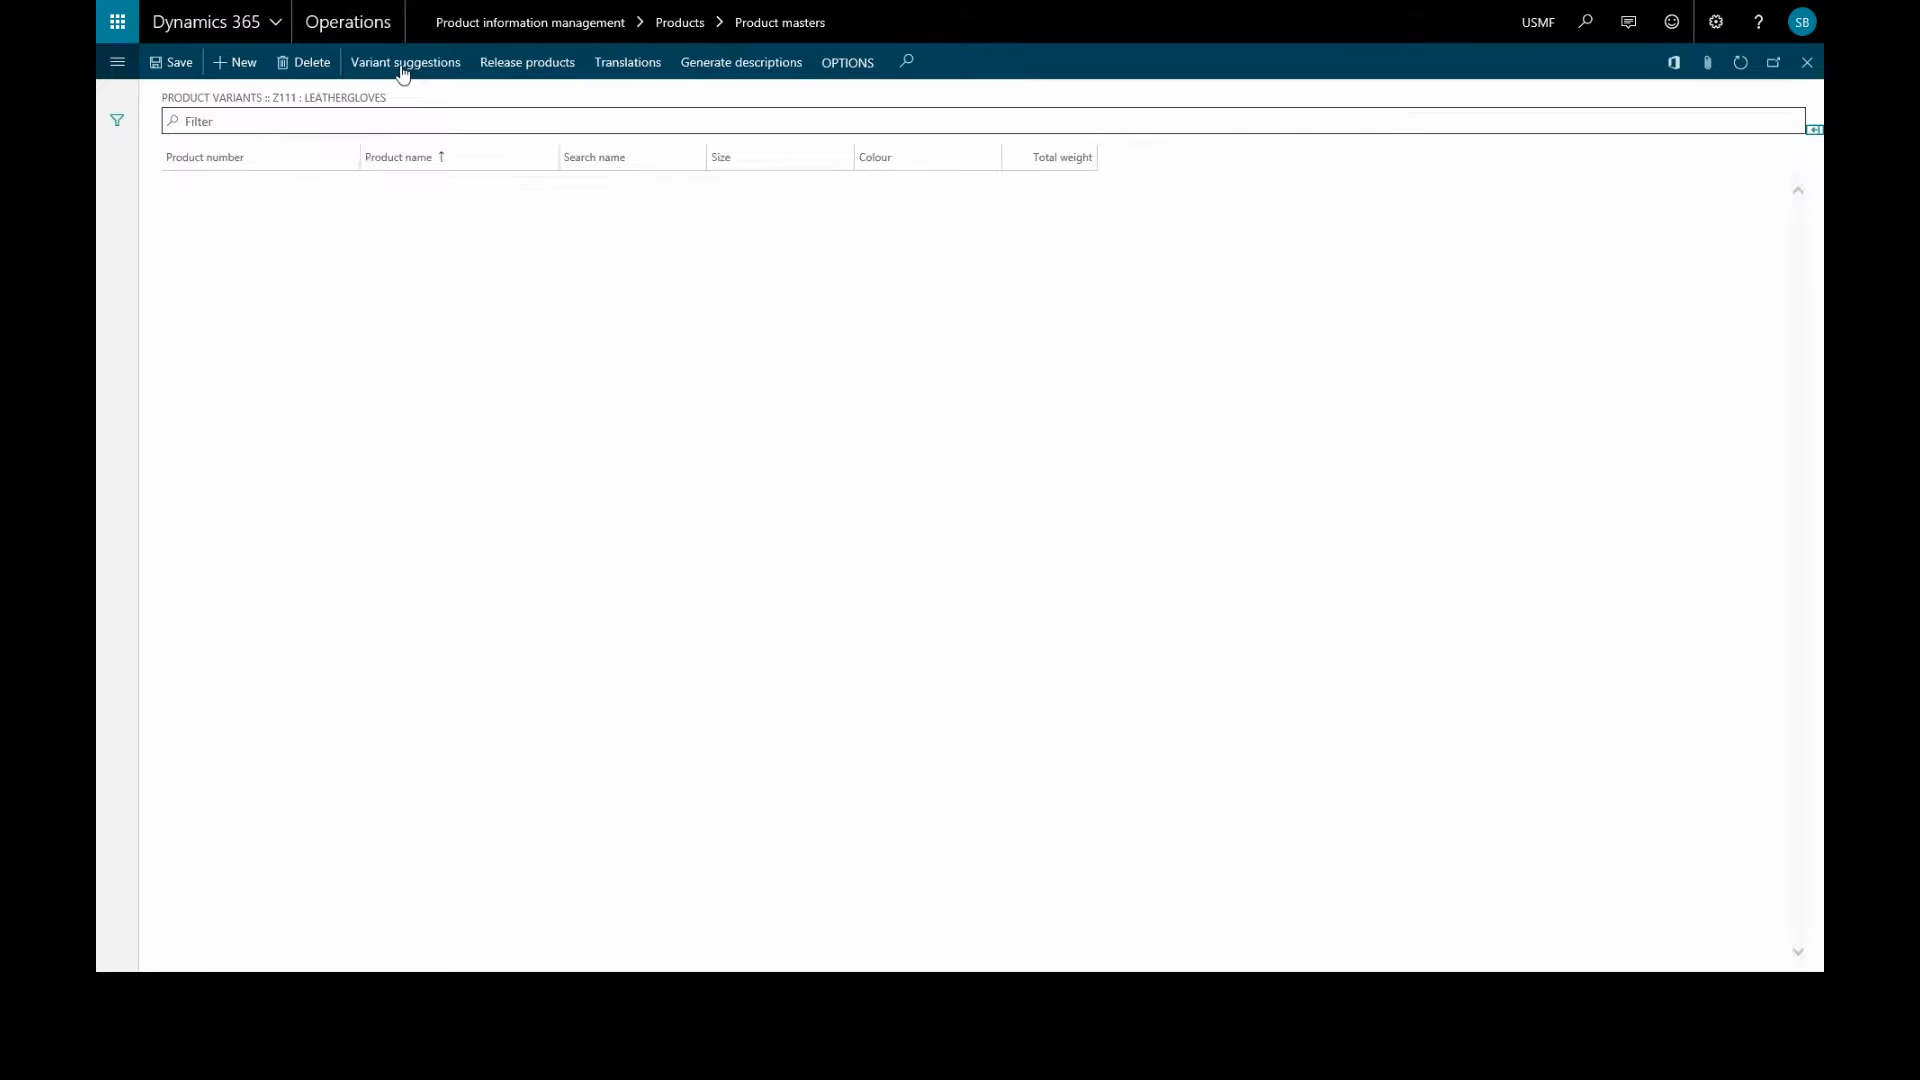 Dynamics 365 Operations Product information management Products Product masters USMF ? SB
Save New Delete Variant suggestions Release products Translations Generate descriptions OPTIONS
PRODUCT VARIANTS :: Z111 : LEATHERGLOVES
Filter
Product number Product name ↑ Search name Size Colour Total weight